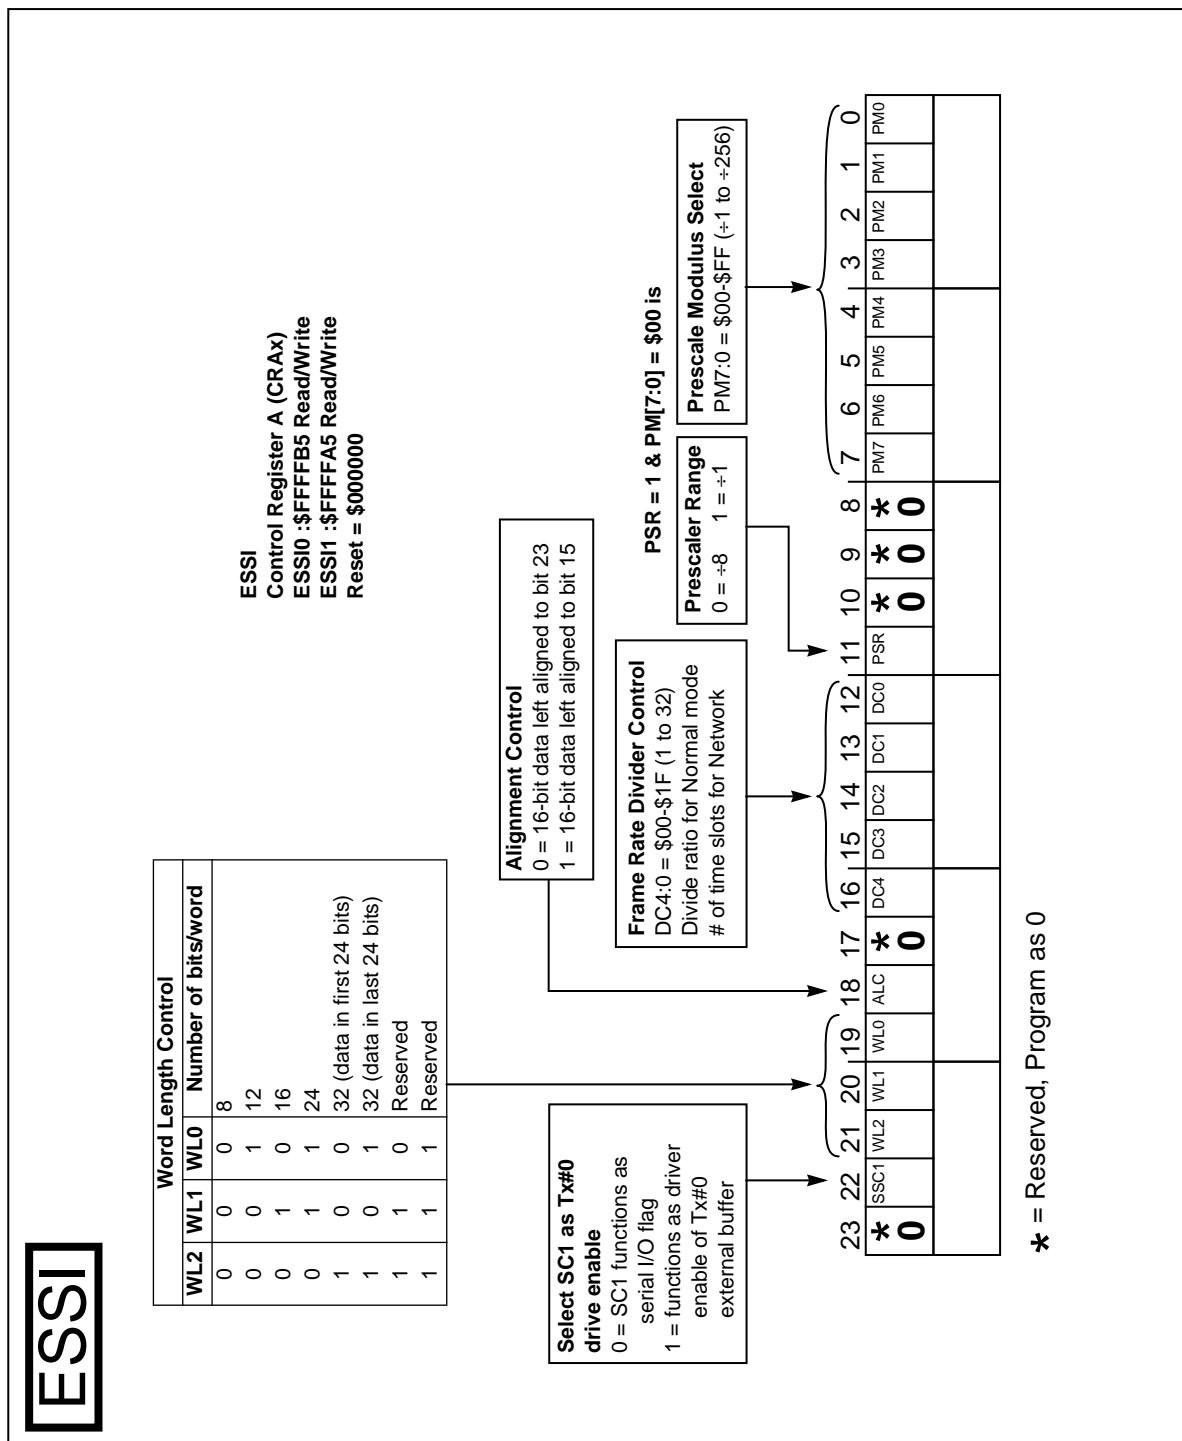 ESSI
ESSI
Control Register A (CRAx)
ESSI0 :$FFFFB5 Read/Write
ESSI1 :$FFFFA5 Read/Write
Reset = $000000
Word Length Control
WL2 WL1 WL0 Number of bits/word
0 0 0 8
0 0 1 12
0 1 0 16
0 1 1 24
1 0 0 32 (data in first 24 bits)
1 0 1 32 (data in last 24 bits)
1 1 0 Reserved
1 1 1 Reserved
Alignment Control
0 = 16-bit data left aligned to bit 23
1 = 16-bit data left aligned to bit 15
Select SC1 as Tx#0
drive enable
0 = SC1 functions as
serial I/O flag
1 = functions as driver
enable of Tx#0
external buffer
Frame Rate Divider Control
DC4:0 = $00-$1F (1 to 32)
Divide ratio for Normal mode
# of time slots for Network
PSR = 1 & PM[7:0] = $00 is
Prescaler Range
0 = ÷8 1 = ÷1
Prescale Modulus Select
PM7:0 = $00-$FF (÷1 to ÷256)
23 22 21 20 19 18 17 16 15 14 13 12 11 10 9 8 7 6 5 4 3 2 1 0
* SSC1 WL2 WL1 WL0 ALC * DC4 DC3 DC2 DC1 DC0 PSR * * * PM7 PM6 PM5 PM4 PM3 PM2 PM1 PM0
0 0 0 0 0
* = Reserved, Program as 0